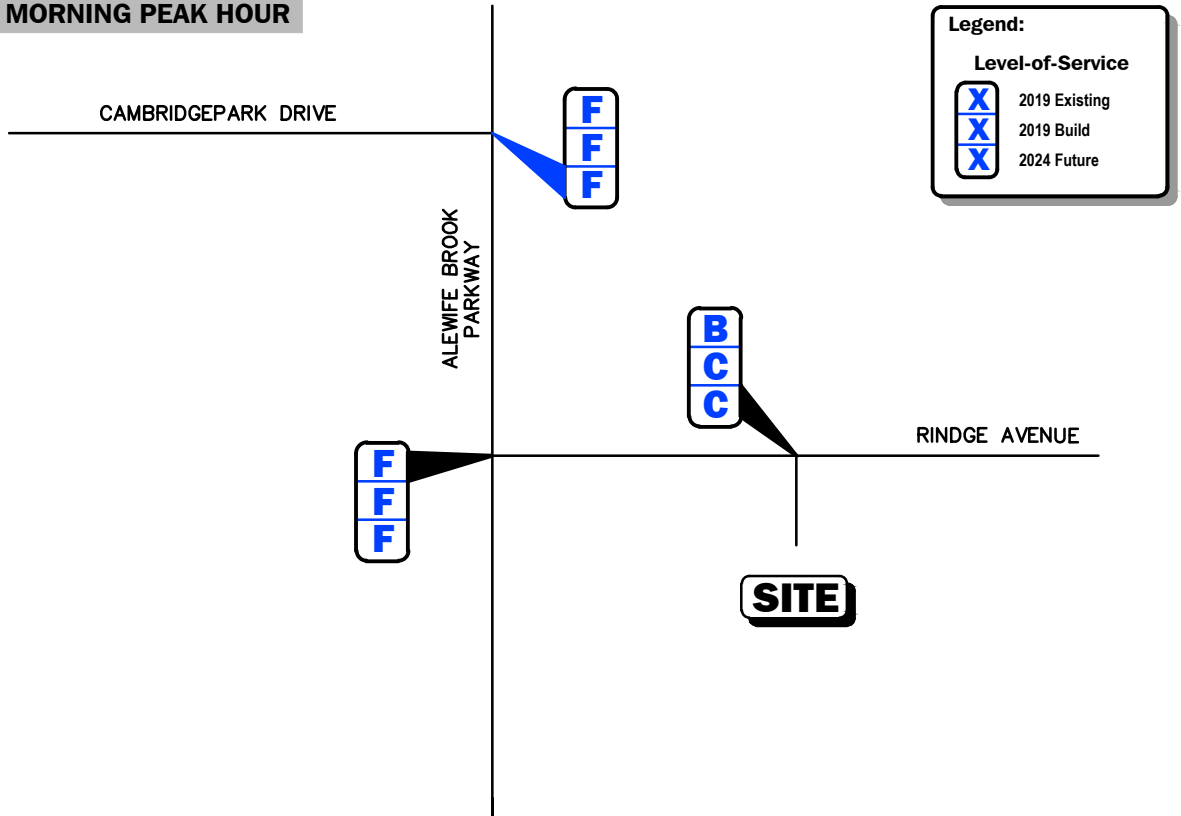 MORNING PEAK HOUR
Legend:
Level-of-Service
X 2019 Existing
X 2019 Build
X 2024 Future
CAMBRIDGEPARK DRIVE
F
F
F
ALEWIFE BROOK
PARKWAY
B
C
C
RINDGE AVENUE
F
F
F
SITE